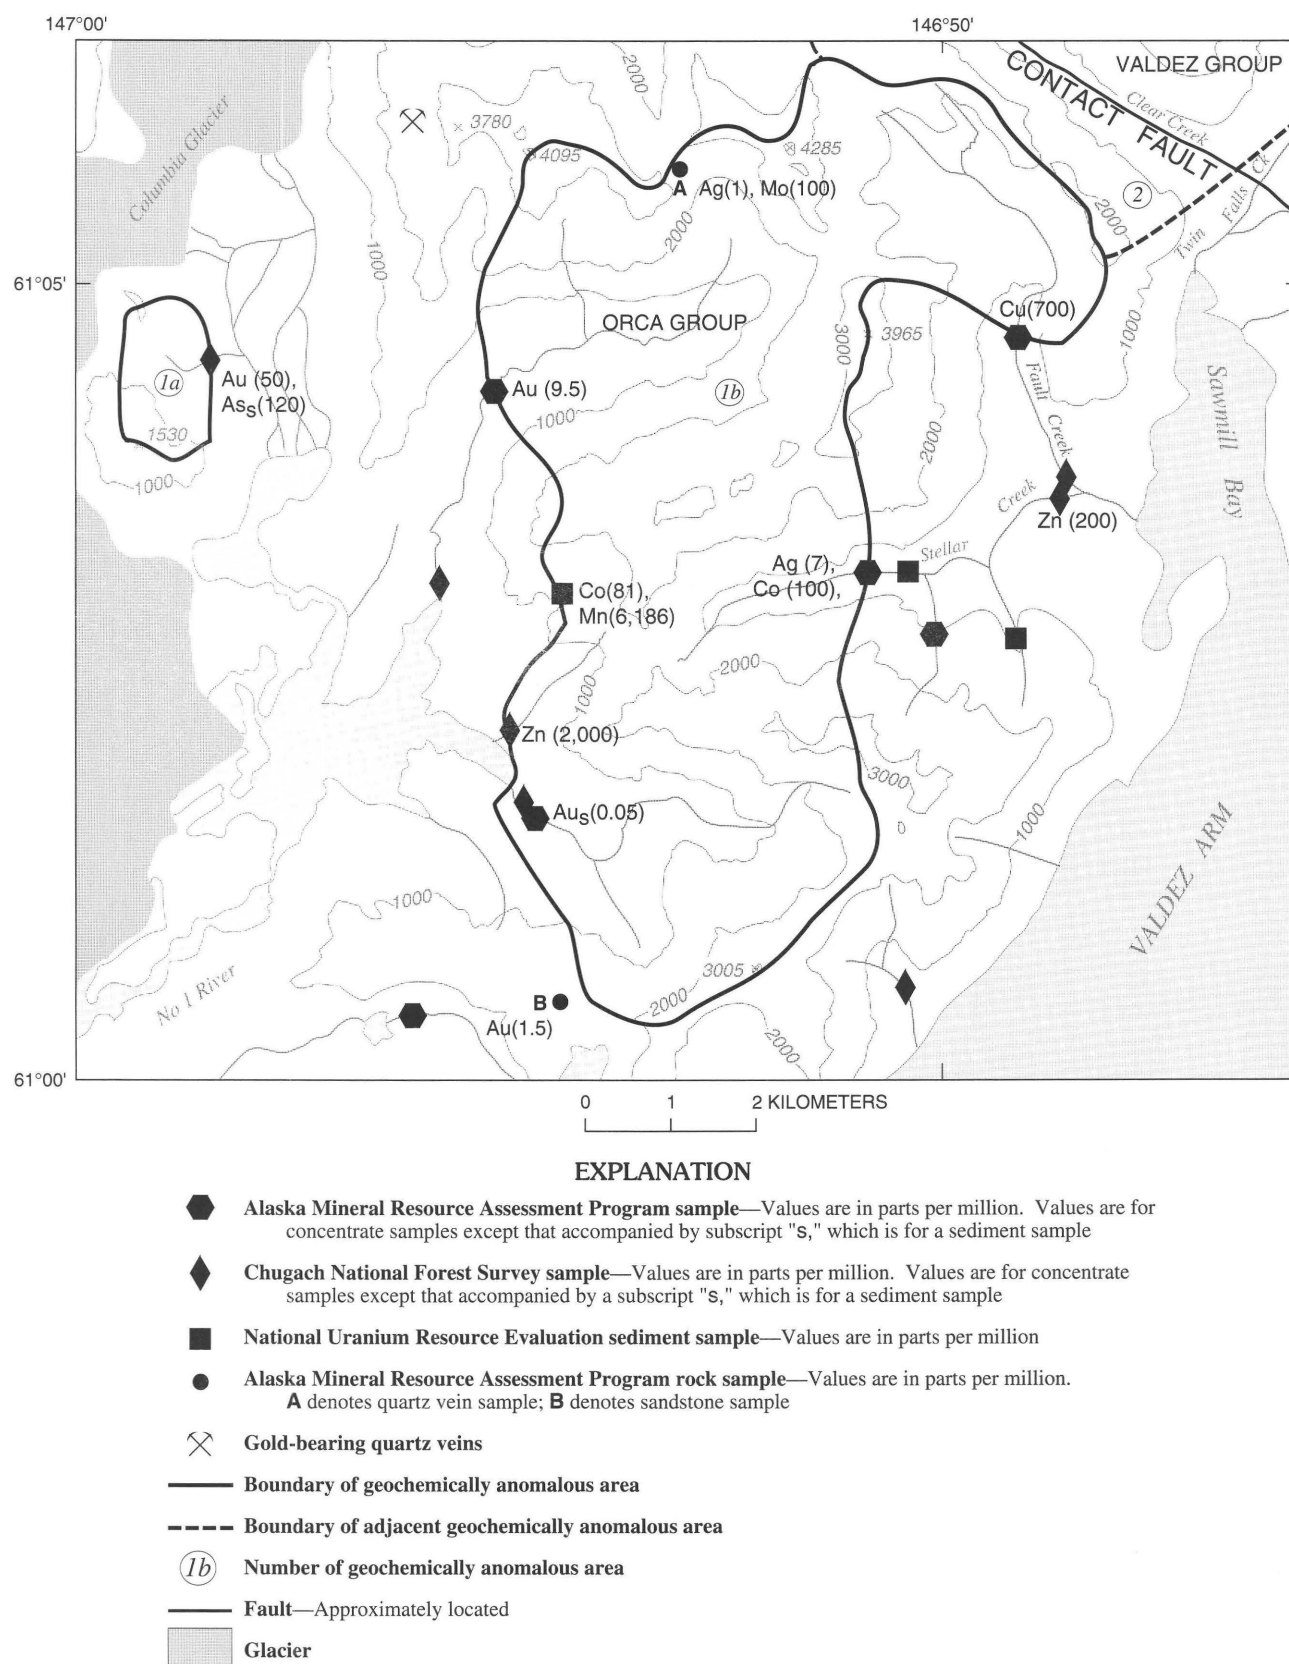 147°00'
146°50'
VALDEZ GROUP
CONTACT FAULT
Clear Creek
Columbia Glacier
2000
3780
4095
4285
A Ag(1), Mo(100)
2
2000
Twin Falls Ck
1000
2000
61°05'
Cu(700)
ORCA GROUP
3000
3965
1000
1a
Au (50),
Ass(120)
Au (9.5)
1b
Fault Creek
Sawmill Bay
1530
1000
1000
2000
Creek
Zn (200)
Stellar
Ag (7),
Co (100),
Co(81),
Mn(6,186)
2000
1000
Zn (2,000)
3000
Aus(0.05)
1000
VALDEZ ARM
1000
3005
2000
No 1 River
B
Au(1.5)
2000
61°00'
0 1 2 KILOMETERS
EXPLANATION
Alaska Mineral Resource Assessment Program sample—Values are in parts per million. Values are for
concentrate samples except that accompanied by subscript "s," which is for a sediment sample
Chugach National Forest Survey sample—Values are in parts per million. Values are for concentrate
samples except that accompanied by a subscript "s," which is for a sediment sample
National Uranium Resource Evaluation sediment sample—Values are in parts per million
Alaska Mineral Resource Assessment Program rock sample—Values are in parts per million.
A denotes quartz vein sample; B denotes sandstone sample
Gold-bearing quartz veins
Boundary of geochemically anomalous area
Boundary of adjacent geochemically anomalous area
1b Number of geochemically anomalous area
Fault—Approximately located
Glacier